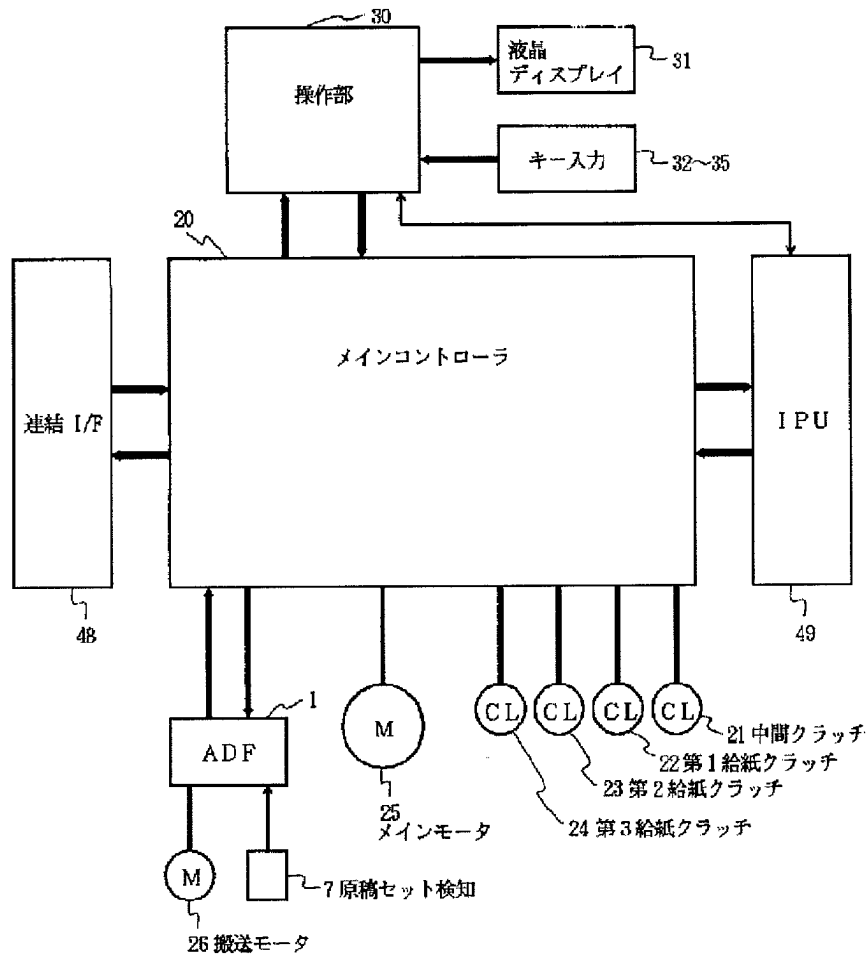 30
操作部
液晶
ディスプレイ
31
キー入力
32〜35
20
メインコントローラ
連結 I/F
48
IPU
49
1
ADF
M
26 搬送モータ
7 原稿セット検知
M
25
メインモータ
CL
CL
CL
CL
21 中間クラッチ
22 第1給紙クラッチ
23 第2給紙クラッチ
24 第3給紙クラッチ